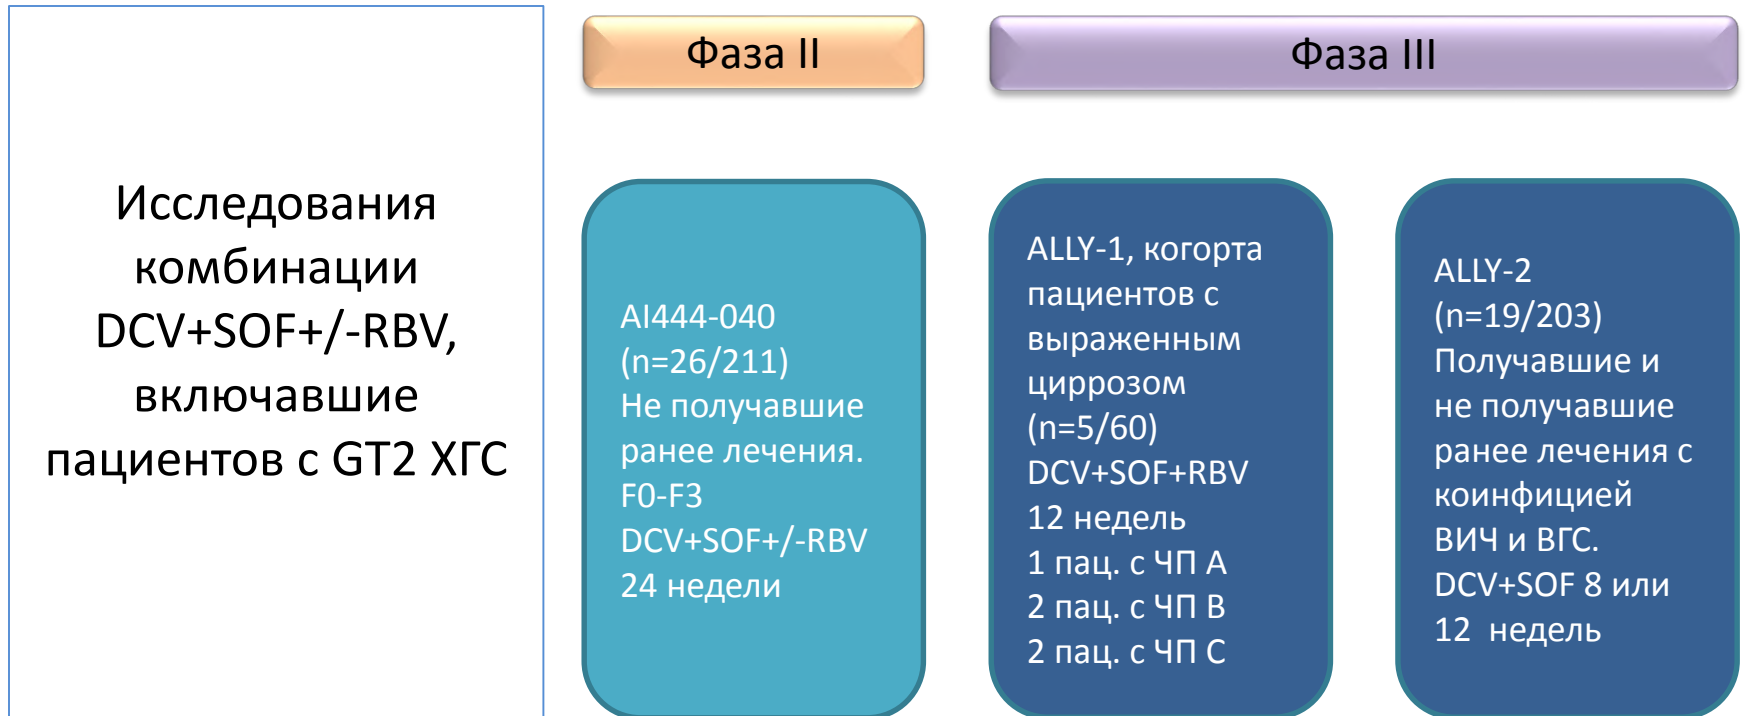 Исследования
комбинации
DCV+SOF+/-RBV,
включавшие
пациентов с GT2 ХГС
Фаза II
Фаза III
AI444-040
(n=26/211)
Не получавшие
ранее лечения.
F0-F3
DCV+SOF+/-RBV
24 недели
ALLY-1, когорта
пациентов с
выраженным
циррозом
(n=5/60)
DCV+SOF+RBV
12 недель
1 пац. с ЧП А
2 пац. с ЧП В
2 пац. с ЧП С
ALLY-2
(n=19/203)
Получавшие и
не получавшие
ранее лечения с
коинфицией
ВИЧ и ВГС.
DCV+SOF 8 или
12 недель